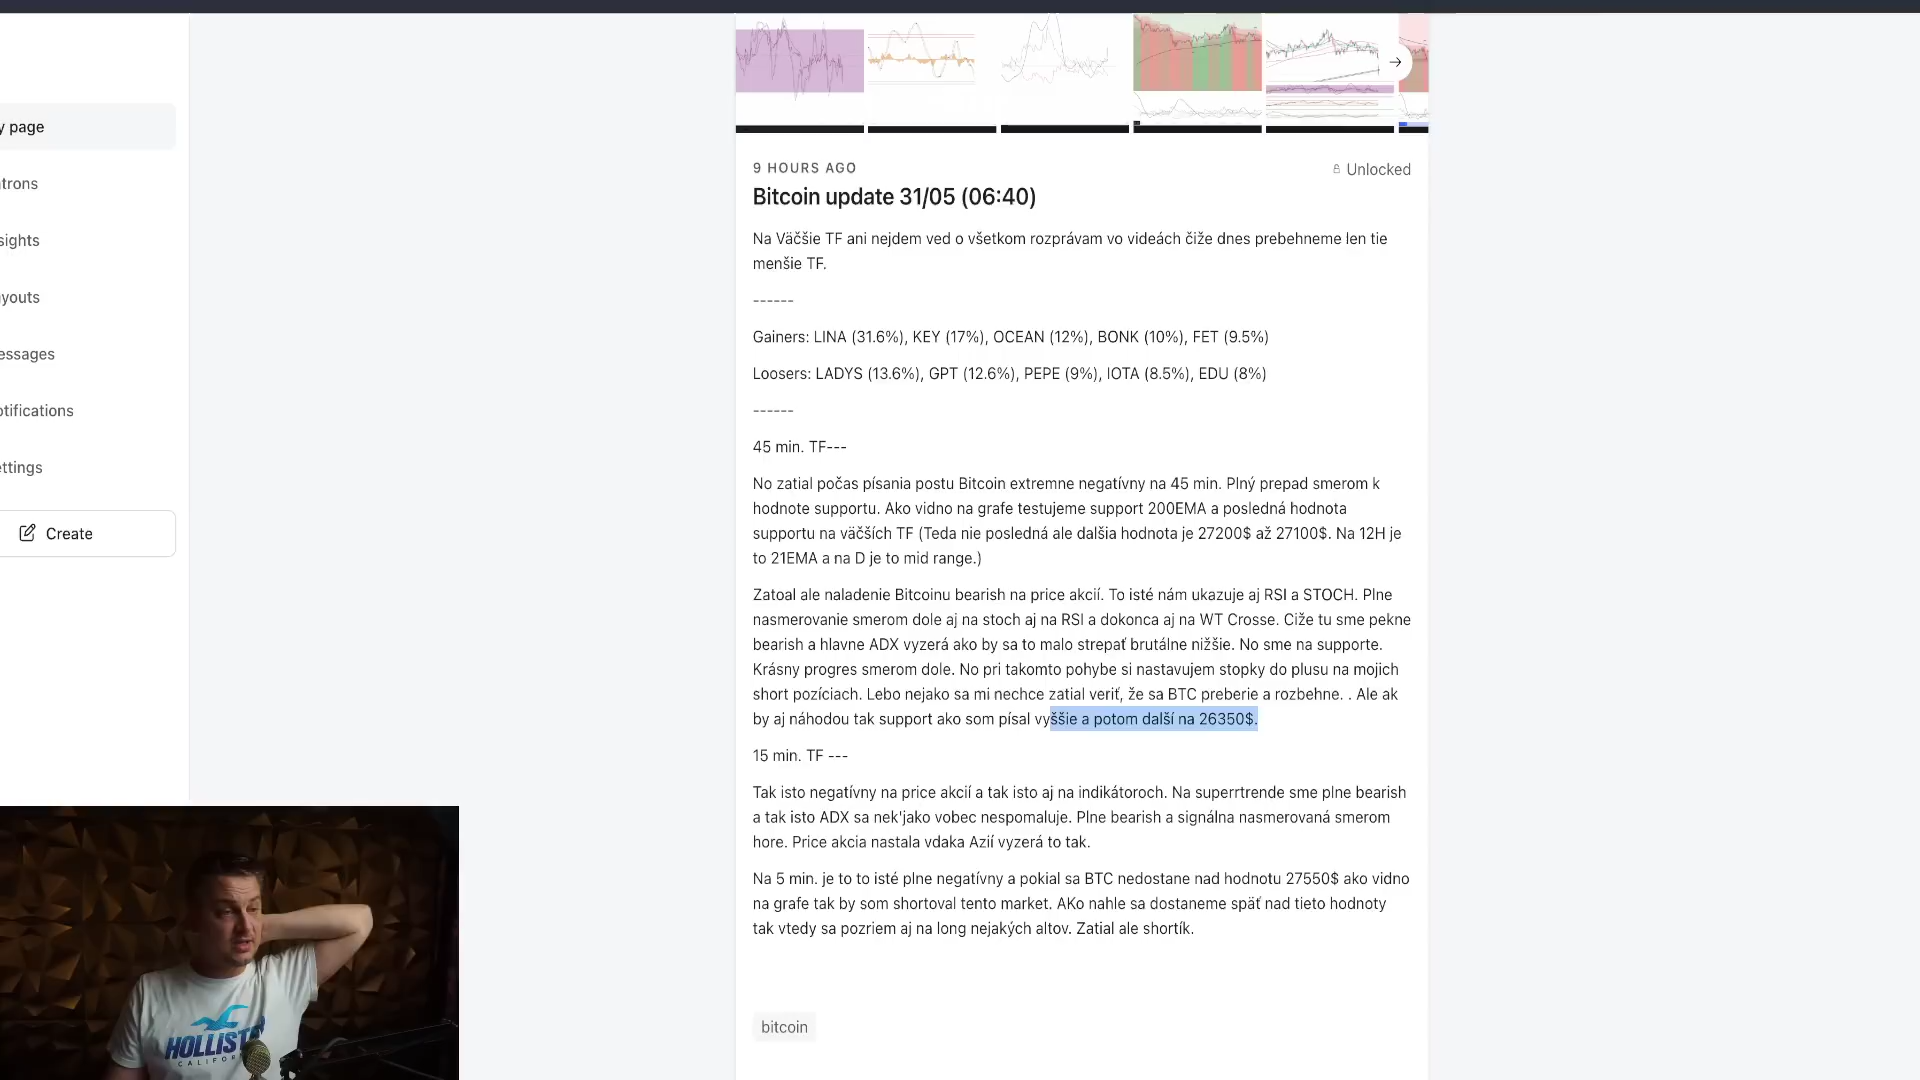 9 HOURS AGO
Unlocked
Bitcoin update 31/05 (06:40)
Na Väčšie TF ani nejdem ved o všetkom rozprávam vo videách čiže dnes prebehneme len tie
menšie TF.
------
Gainers: LINA (31.6%), KEY (17%), OCEAN (12%), BONK (10%), FET (9.5%)
Loosers: LADYS (13.6%), GPT (12.6%), PEPE (9%), IOTA (8.5%), EDU (8%)
------
45 min. TF---
No zatial počas písania postu Bitcoin extremne negatívny na 45 min. Plný prepad smerom k
hodnote supportu. Ako vidno na grafe testujeme support 200EMA a posledná hodnota
supportu na väčších TF (Teda nie posledná ale dalšia hodnota je 27200$ až 27100$. Na 12H je
to 21EMA a na D je to mid range.)
Zatoal ale naladenie Bitcoinu bearish na price akcií. To isté nám ukazuje aj RSI a STOCH. Plne
nasmerovanie smerom dole aj na stoch aj na RSI a dokonca aj na WT Crosse. Ciže tu sme pekne
bearish a hlavne ADX vyzerá ako by sa to malo strepať brutálne nižšie. No sme na supporte.
Krásny progres smerom dole. No pri takomto pohybe si nastavujem stopky do plusu na mojich
short pozíciach. Lebo nejako sa mi nechce zatial veriť, že sa BTC preberie a rozbehne. . Ale ak
by aj náhodou tak support ako som písal vyššie a potom další na 26350$.
15 min. TF ---
Tak isto negatívny na price akcií a tak isto aj na indikátoroch. Na superrtrende sme plne bearish
a tak isto ADX sa nek'jako vobec nespomaluje. Plne bearish a signálna nasmerovaná smerom
hore. Price akcia nastala vdaka Azií vyzerá to tak.
Na 5 min. je to to isté plne negatívny a pokial sa BTC nedostane nad hodnotu 27550$ ako vidno
na grafe tak by som shortoval tento market. AKo nahle sa dostaneme späť nad tieto hodnoty
tak vtedy sa pozriem aj na long nejakých altov. Zatial ale shortík.
bitcoin
y page
trons
sights
youts
essages
otifications
ettings
Create
HOLLIST
CALIFOR